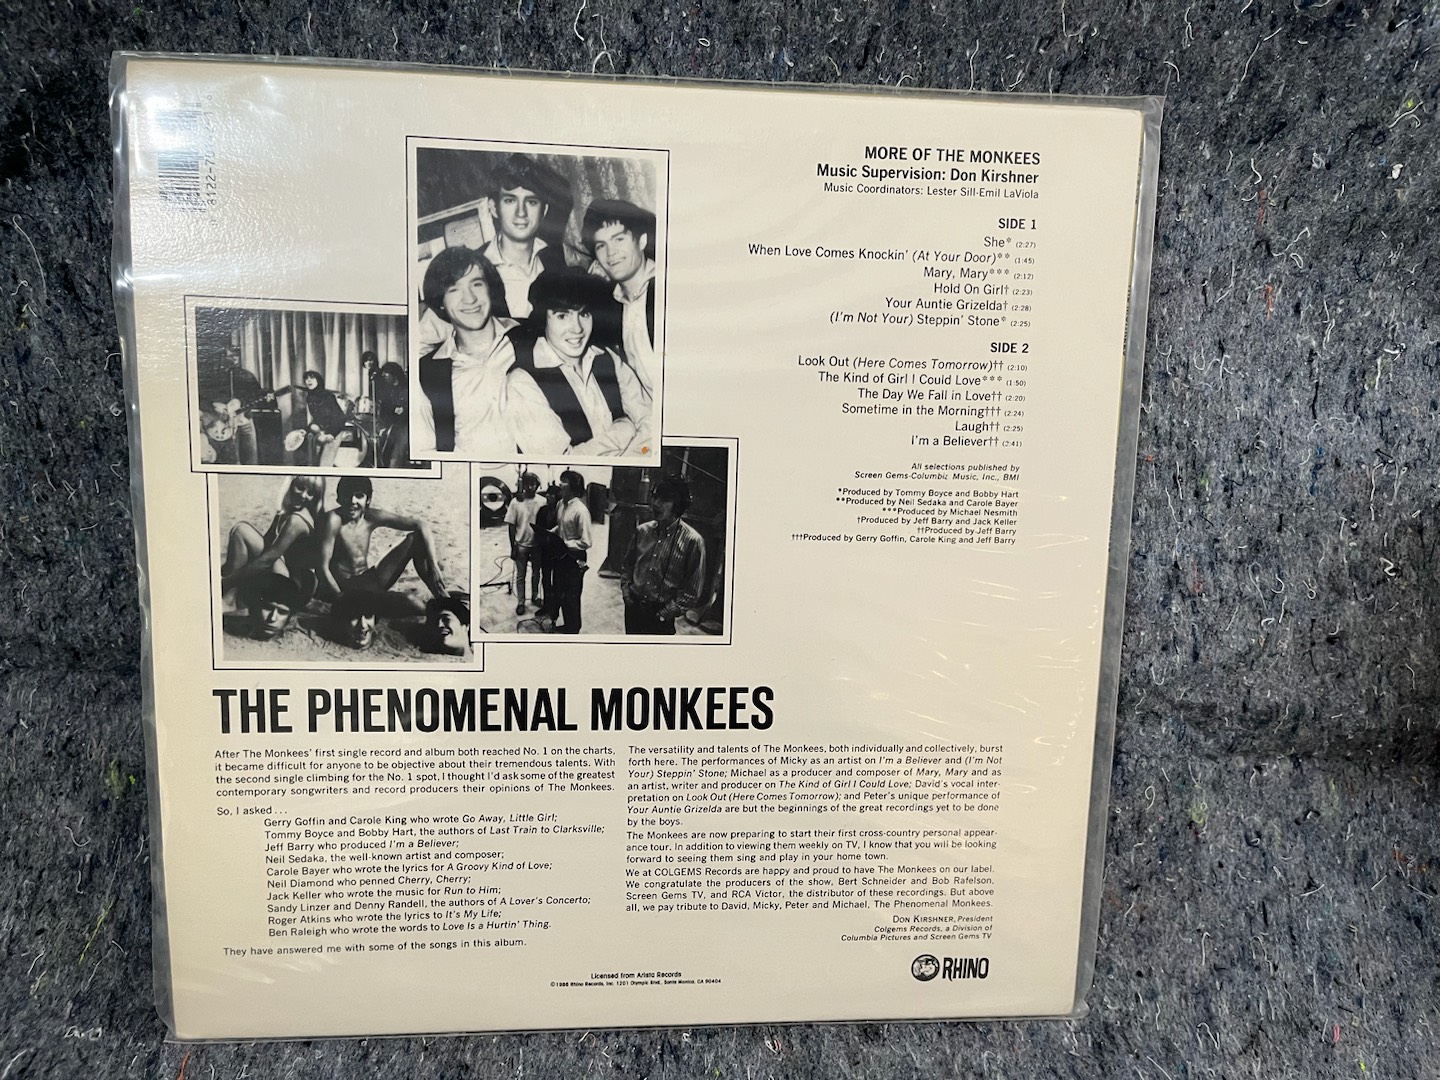 MORE OF THE MONKEES
Music Supervision: Don Kirshner
Music Coordinators: Lester Sill-Emil LaViola
SIDE 1
She* (2:27)
When Love Comes Knockin' (At Your Door)** (1:45)
Mary, Mary*** (2:12)
Hold On Girl† (2:23)
Your Auntie Grizelda† (2:28)
(I'm Not Your) Steppin' Stone* (2:25)
SIDE 2
Look Out (Here Comes Tomorrow)†† (2:10)
The Kind of Girl I Could Love*** (1:50)
The Day We Fall in Love†† (2:20)
Sometime in the Morning††† (2:24)
Laugh†† (2:25)
I'm a Believer†† (2:41)
All selections published by
Screen Gems-Columbia Music, Inc., BMI
*Produced by Tommy Boyce and Bobby Hart
**Produced by Neil Sedaka and Carole Bayer
***Produced by Michael Nesmith
†Produced by Jeff Barry and Jack Keller
††Produced by Jeff Barry
†††Produced by Gerry Goffin, Carole King and Jeff Barry
THE PHENOMENAL MONKEES
After The Monkees' first single record and album both reached No. 1 on the charts,
it became difficult for anyone to be objective about their tremendous talents. With
the second single climbing for the No. 1 spot, I thought I'd ask some of the greatest
contemporary songwriters and record producers their opinions of The Monkees.
So, I asked...
Gerry Goffin and Carole King who wrote Go Away, Little Girl;
Tommy Boyce and Bobby Hart, the authors of Last Train to Clarksville;
Jeff Barry who produced I'm a Believer;
Neil Sedaka, the well-known artist and composer;
Carole Bayer who wrote the lyrics for A Groovy Kind of Love;
Neil Diamond who penned Cherry, Cherry;
Jack Keller who wrote the music for Run to Him;
Sandy Linzer and Denny Randell, the authors of A Lover's Concerto;
Roger Atkins who wrote the lyrics to It's My Life;
Ben Raleigh who wrote the words to Love Is a Hurtin' Thing.
They have answered me with some of the songs in this album.
The versatility and talents of The Monkees, both individually and collectively, burst
forth here. The performances of Micky as an artist on I'm a Believer and (I'm Not
Your) Steppin' Stone; Michael as a producer and composer of Mary, Mary and as
an artist, writer and producer on The Kind of Girl I Could Love; David's vocal inter-
pretation on Look Out (Here Comes Tomorrow); and Peter's unique performance of
Your Auntie Grizelda are but the beginnings of the great recordings yet to be done
by the boys.
The Monkees are now preparing to start their first cross-country personal appear-
ance tour. In addition to viewing them weekly on TV, I know that you will be looking
forward to seeing them sing and play in your home town.
We at COLGEMS Records are happy and proud to have The Monkees on our label.
We congratulate the producers of the show, Bert Schneider and Bob Rafelson,
Screen Gems TV, and RCA Victor, the distributor of these recordings. But above
all, we pay tribute to David, Micky, Peter and Michael, The Phenomenal Monkees.
DON KIRSHNER, President
Colgems Records, a Division of
Columbia Pictures and Screen Gems TV
RHINO
Licensed from Arista Records
©1986 Rhino Records, Inc. 1201 Olympic Blvd., Santa Monica, CA 90404